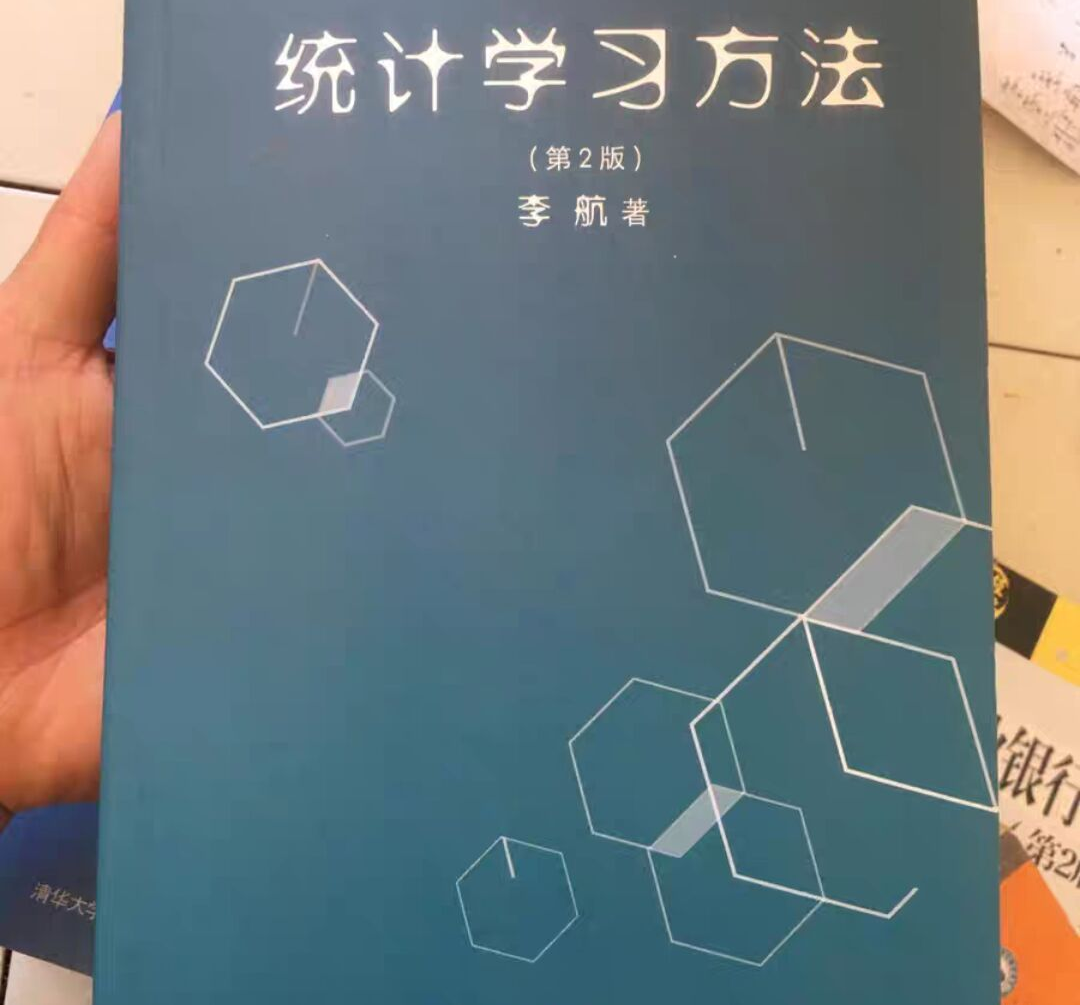 统计学习方法
（第2版）
李航 著
银行
第2版
清华大学